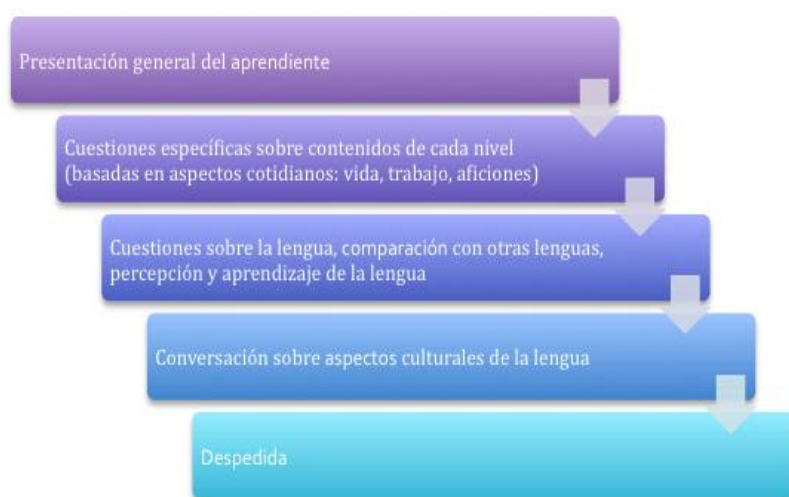 Presentación general del aprendiente
Cuestiones específicas sobre contenidos de cada nivel
(basadas en aspectos cotidianos: vida, trabajo, aficiones)
Cuestiones sobre la lengua, comparación con otras lenguas,
percepción y aprendizaje de la lengua
Conversación sobre aspectos culturales de la lengua
Despedida